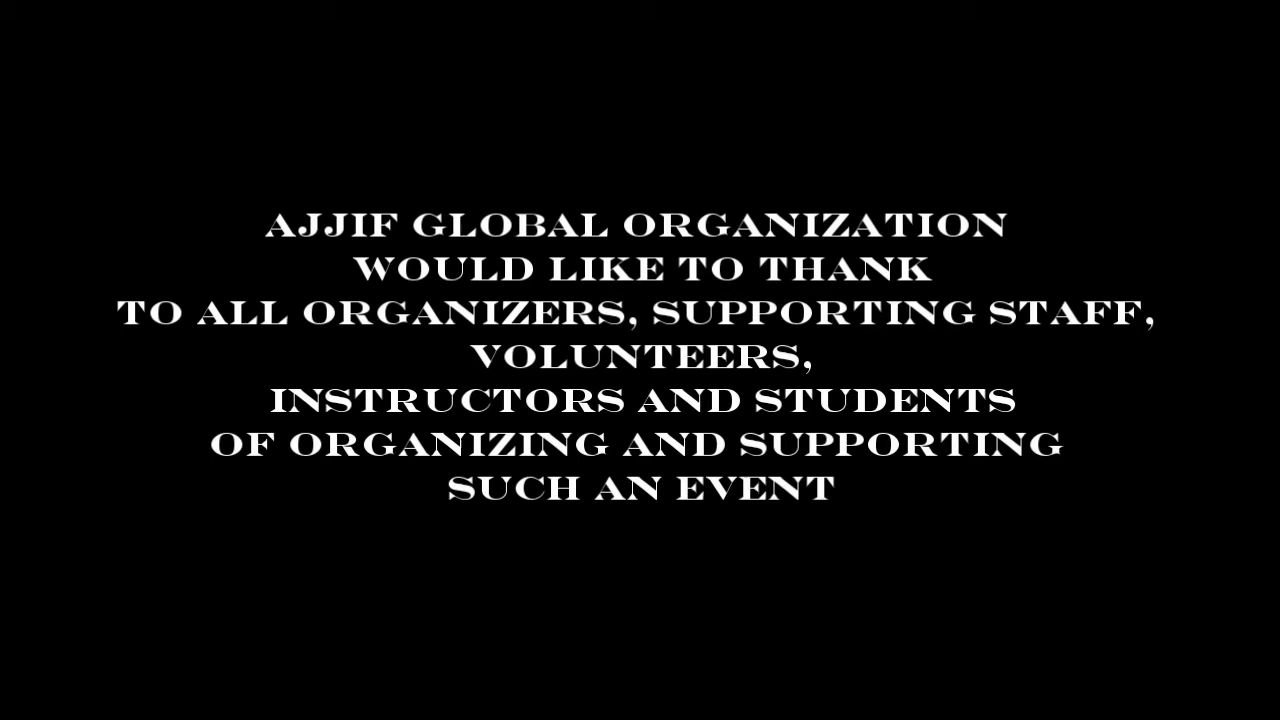 AJJIF GLOBAL ORGANIZATION
WOULD LIKE TO THANK
TO ALL ORGANIZERS, SUPPORTING STAFF,
VOLUNTEERS,
INSTRUCTORS AND STUDENTS
OF ORGANIZING AND SUPPORTING
SUCH AN EVENT